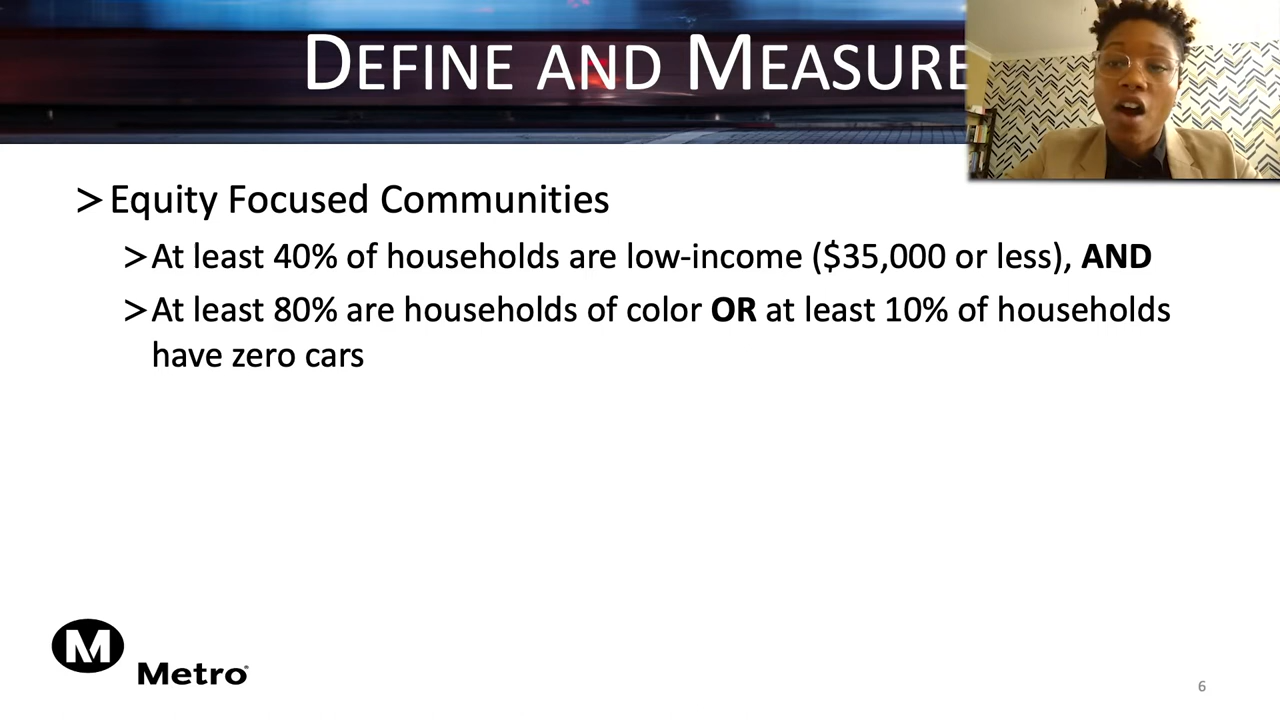 DEFINE AND MEASURE
> Equity Focused Communities
> At least 40% of households are low-income ($35,000 or less), AND
> At least 80% are households of color OR at least 10% of households
have zero cars
M
Metro
6